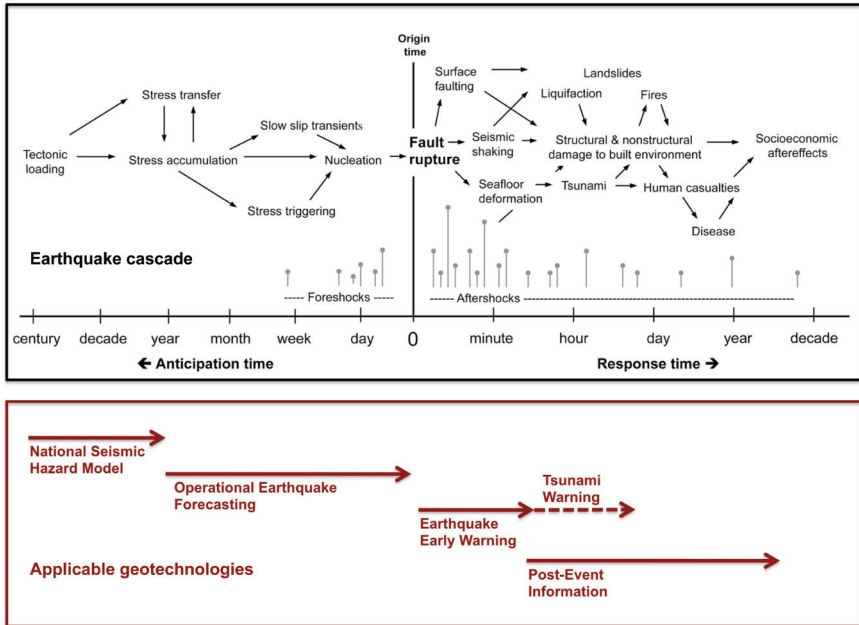 Origin
time
Surface
faulting
Landslides
Stress transfer
Liquifaction
Fires
Slow slip transients
Tectonic
loading
Stress accumulation
Nucleation
Fault
rupture
Seismic
shaking
Structural & nonstructural
damage to built environment
Socioeconomic
aftereffects
Stress triggering
Seafloor
deformation
Tsunami
Human casualties
Disease
Earthquake cascade
Foreshocks
Aftershocks
century decade year month week day 0 minute hour day year decade
← Anticipation time
Response time →
National Seismic
Hazard Model
Operational Earthquake
Forecasting
Tsunami
Warning
Earthquake
Early Warning
Applicable geotechnologies
Post-Event
Information